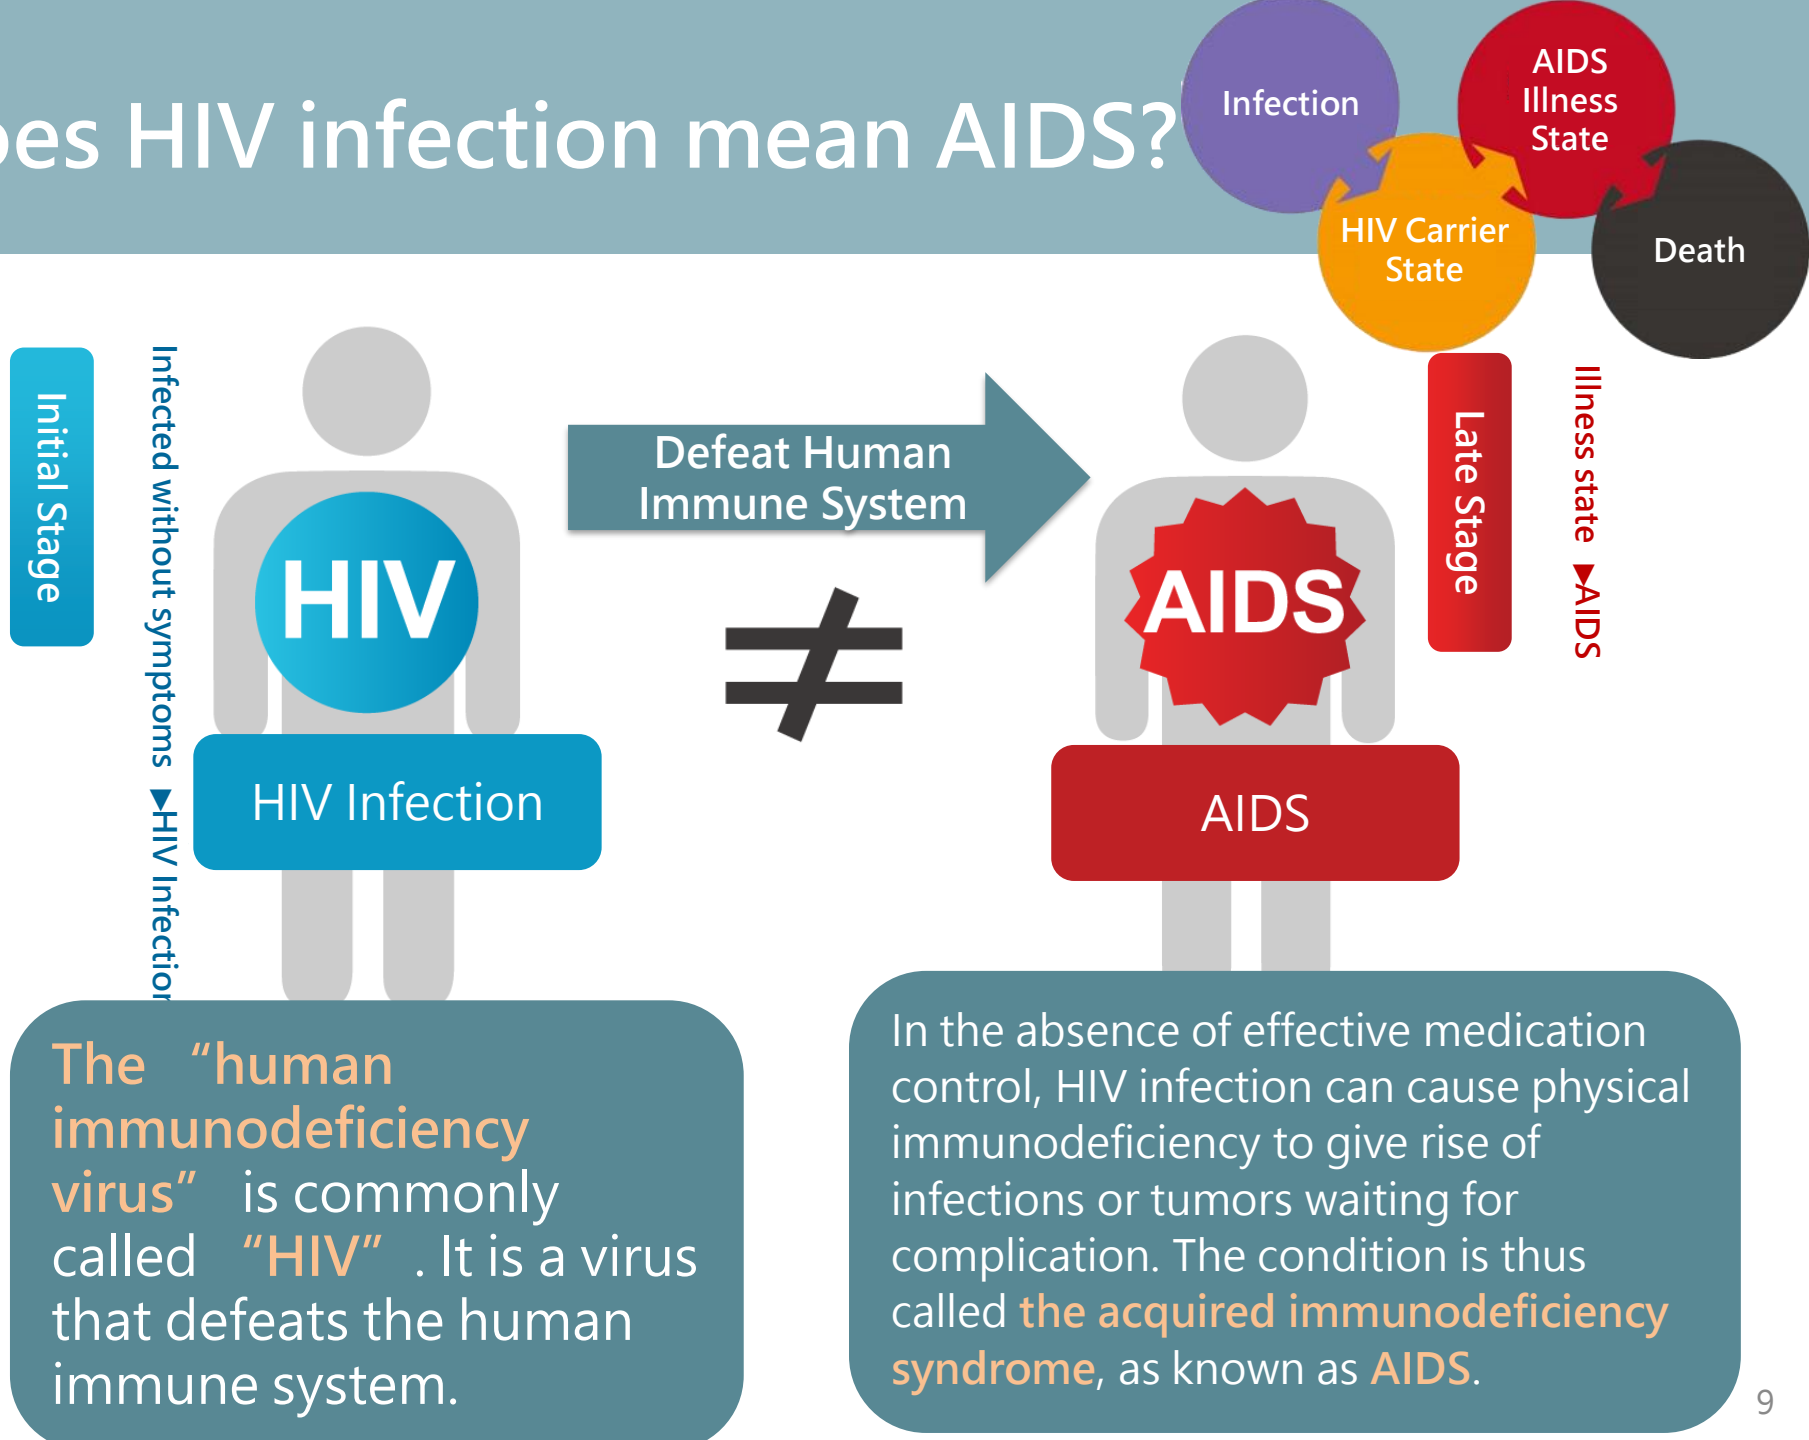 oes HIV infection mean AIDS?
Infection
AIDS
Illness
State
HIV Carrier
State
Death
Initial Stage
Infected without symptoms ▶HIV Infection
HIV
HIV Infection
Defeat Human
Immune System
≠
AIDS
AIDS
Late Stage
Illness state ▶AIDS
The “human
immunodeficiency
virus” is commonly
called “HIV” . It is a virus
that defeats the human
immune system.
In the absence of effective medication
control, HIV infection can cause physical
immunodeficiency to give rise of
infections or tumors waiting for
complication. The condition is thus
called the acquired immunodeficiency
syndrome, as known as AIDS.
9